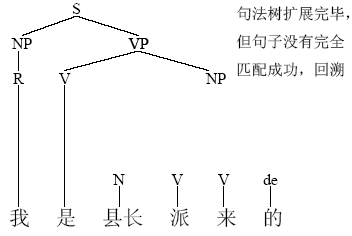 S
句法树扩展完毕，
NP VP
但句子没有完全
R V NP
匹配成功，回溯
N V V de
我 是 县长 派 来 的